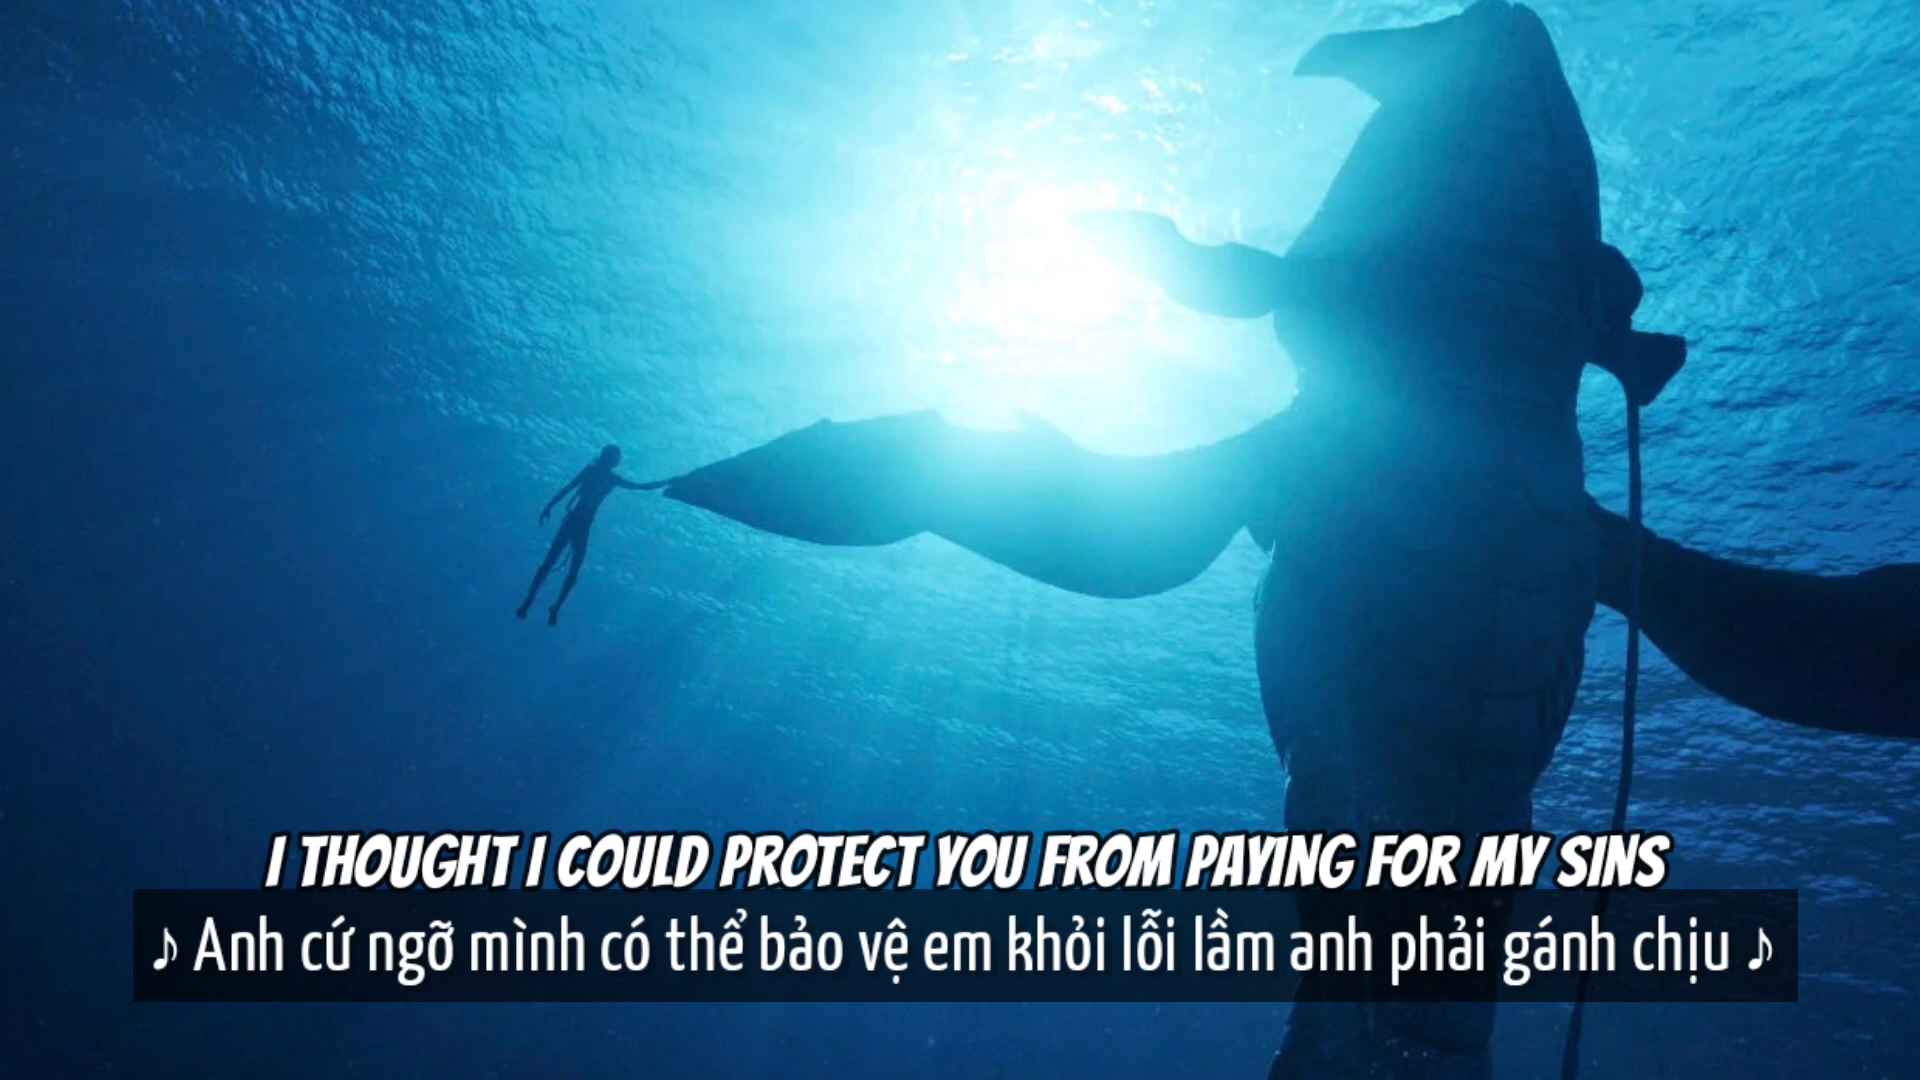 I THOUGHT I COULD PROTECT YOU FROM PAYING FOR MY SINS
♪ Anh cứ ngỡ mình có thể bảo vệ em khỏi lỗi lầm anh phải gánh chịu ♪